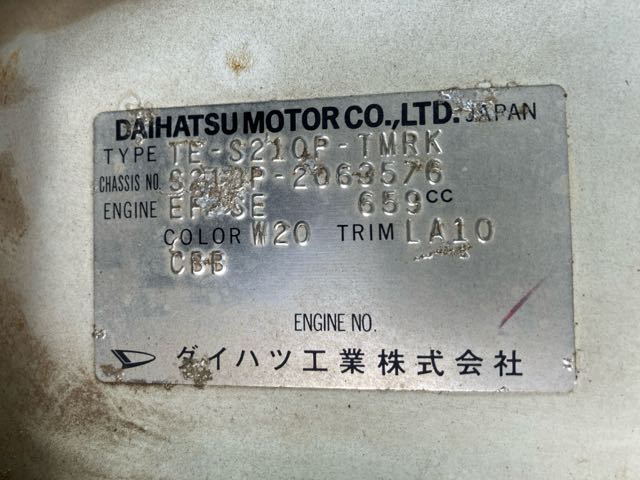 DAIHATSU MOTOR CO.,LTD. JAPAN
TYPE TE-S210P-TMRK
CHASSIS NO. S210P-2063576
ENGINE EF-SE 659CC
COLOR W20 TRIM LA10
CBB
ENGINE NO.
ダイハツ工業株式会社